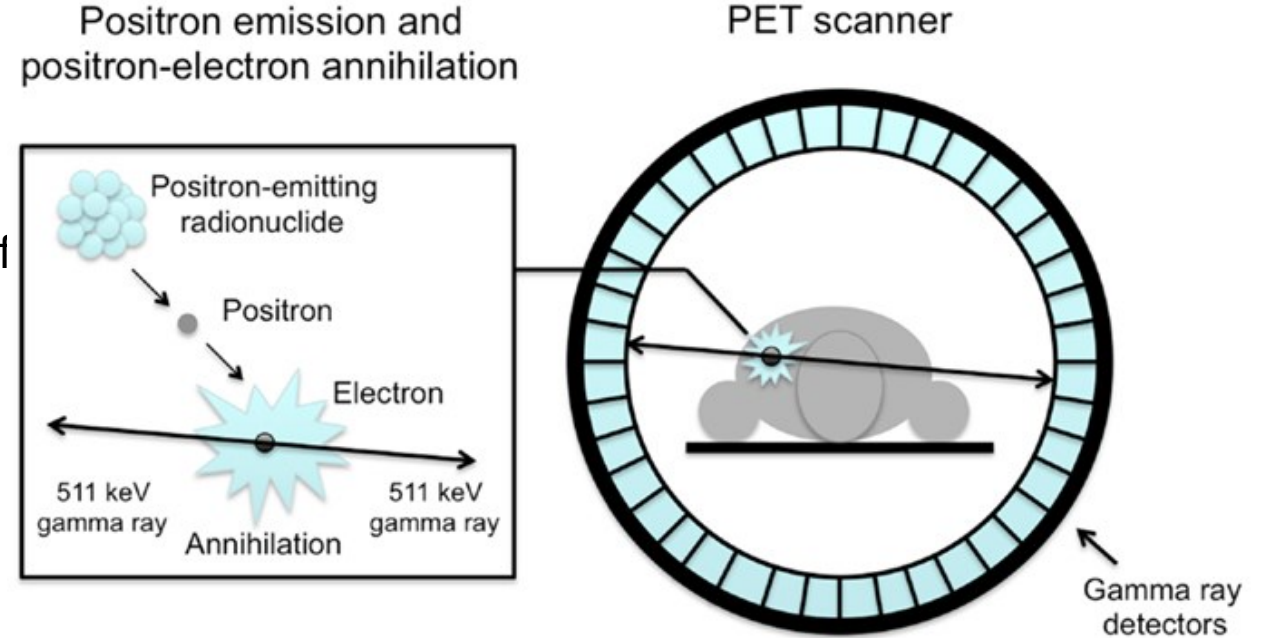 Positron emission and
positron-electron annihilation
PET scanner
Positron-emitting
radionuclide
f
Positron
Electron
511 keV
gamma ray
511 keV
gamma ray
Annihilation
Gamma ray
detectors